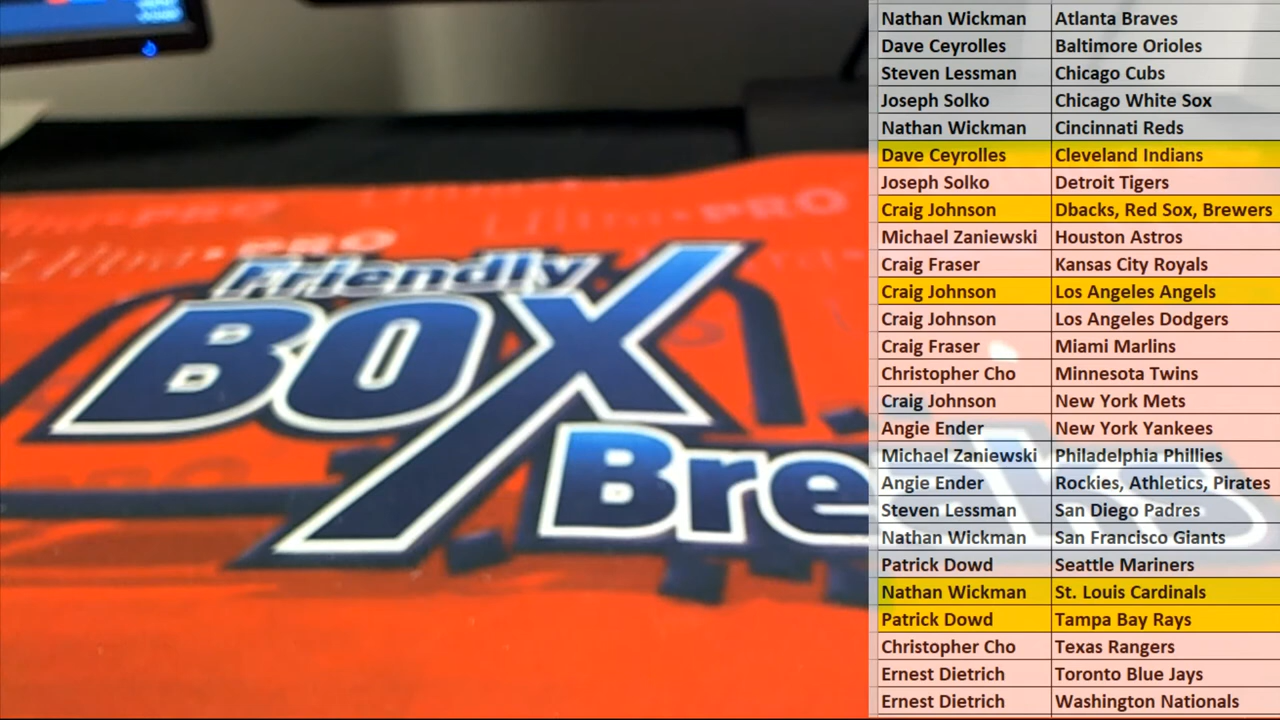 Friendly
BOX
Bre
Ultimate PRO
PRO
Nathan Wickman Atlanta Braves
Dave Ceyrolles Baltimore Orioles
Steven Lessman Chicago Cubs
Joseph Solko Chicago White Sox
Nathan Wickman Cincinnati Reds
Dave Ceyrolles Cleveland Indians
Joseph Solko Detroit Tigers
Craig Johnson Dbacks, Red Sox, Brewers
Michael Zaniewski Houston Astros
Craig Fraser Kansas City Royals
Craig Johnson Los Angeles Angels
Craig Johnson Los Angeles Dodgers
Craig Fraser Miami Marlins
Christopher Cho Minnesota Twins
Craig Johnson New York Mets
Angie Ender New York Yankees
Michael Zaniewski Philadelphia Phillies
Angie Ender Rockies, Athletics, Pirates
Steven Lessman San Diego Padres
Nathan Wickman San Francisco Giants
Patrick Dowd Seattle Mariners
Nathan Wickman St. Louis Cardinals
Patrick Dowd Tampa Bay Rays
Christopher Cho Texas Rangers
Ernest Dietrich Toronto Blue Jays
Ernest Dietrich Washington Nationals